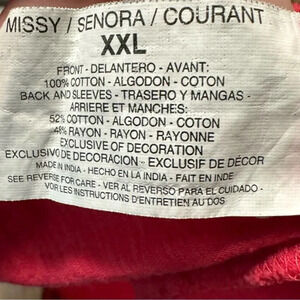 MISSY / SENORA / COURANT
XXL
FRONT - DELANTERO - AVANT:
100% COTTON - ALGODON - COTON
BACK AND SLEEVES - TRASERO Y MANGAS -
ARRIERE ET MANCHES:
52% COTTON - ALGODON - COTON
48% RAYON - RAYON - RAYONNE
EXCLUSIVE OF DECORATION
EXCLUSIVO DE DECORACION - EXCLUSIF DE DÉCOR
MADE IN INDIA - HECHO EN LA INDIA - FAIT EN INDE
SEE REVERSE FOR CARE - VER AL REVERSO PARA EL CUIDADO -
VOIR LES INSTRUCTIONS D'ENTRETIEN AU DOS